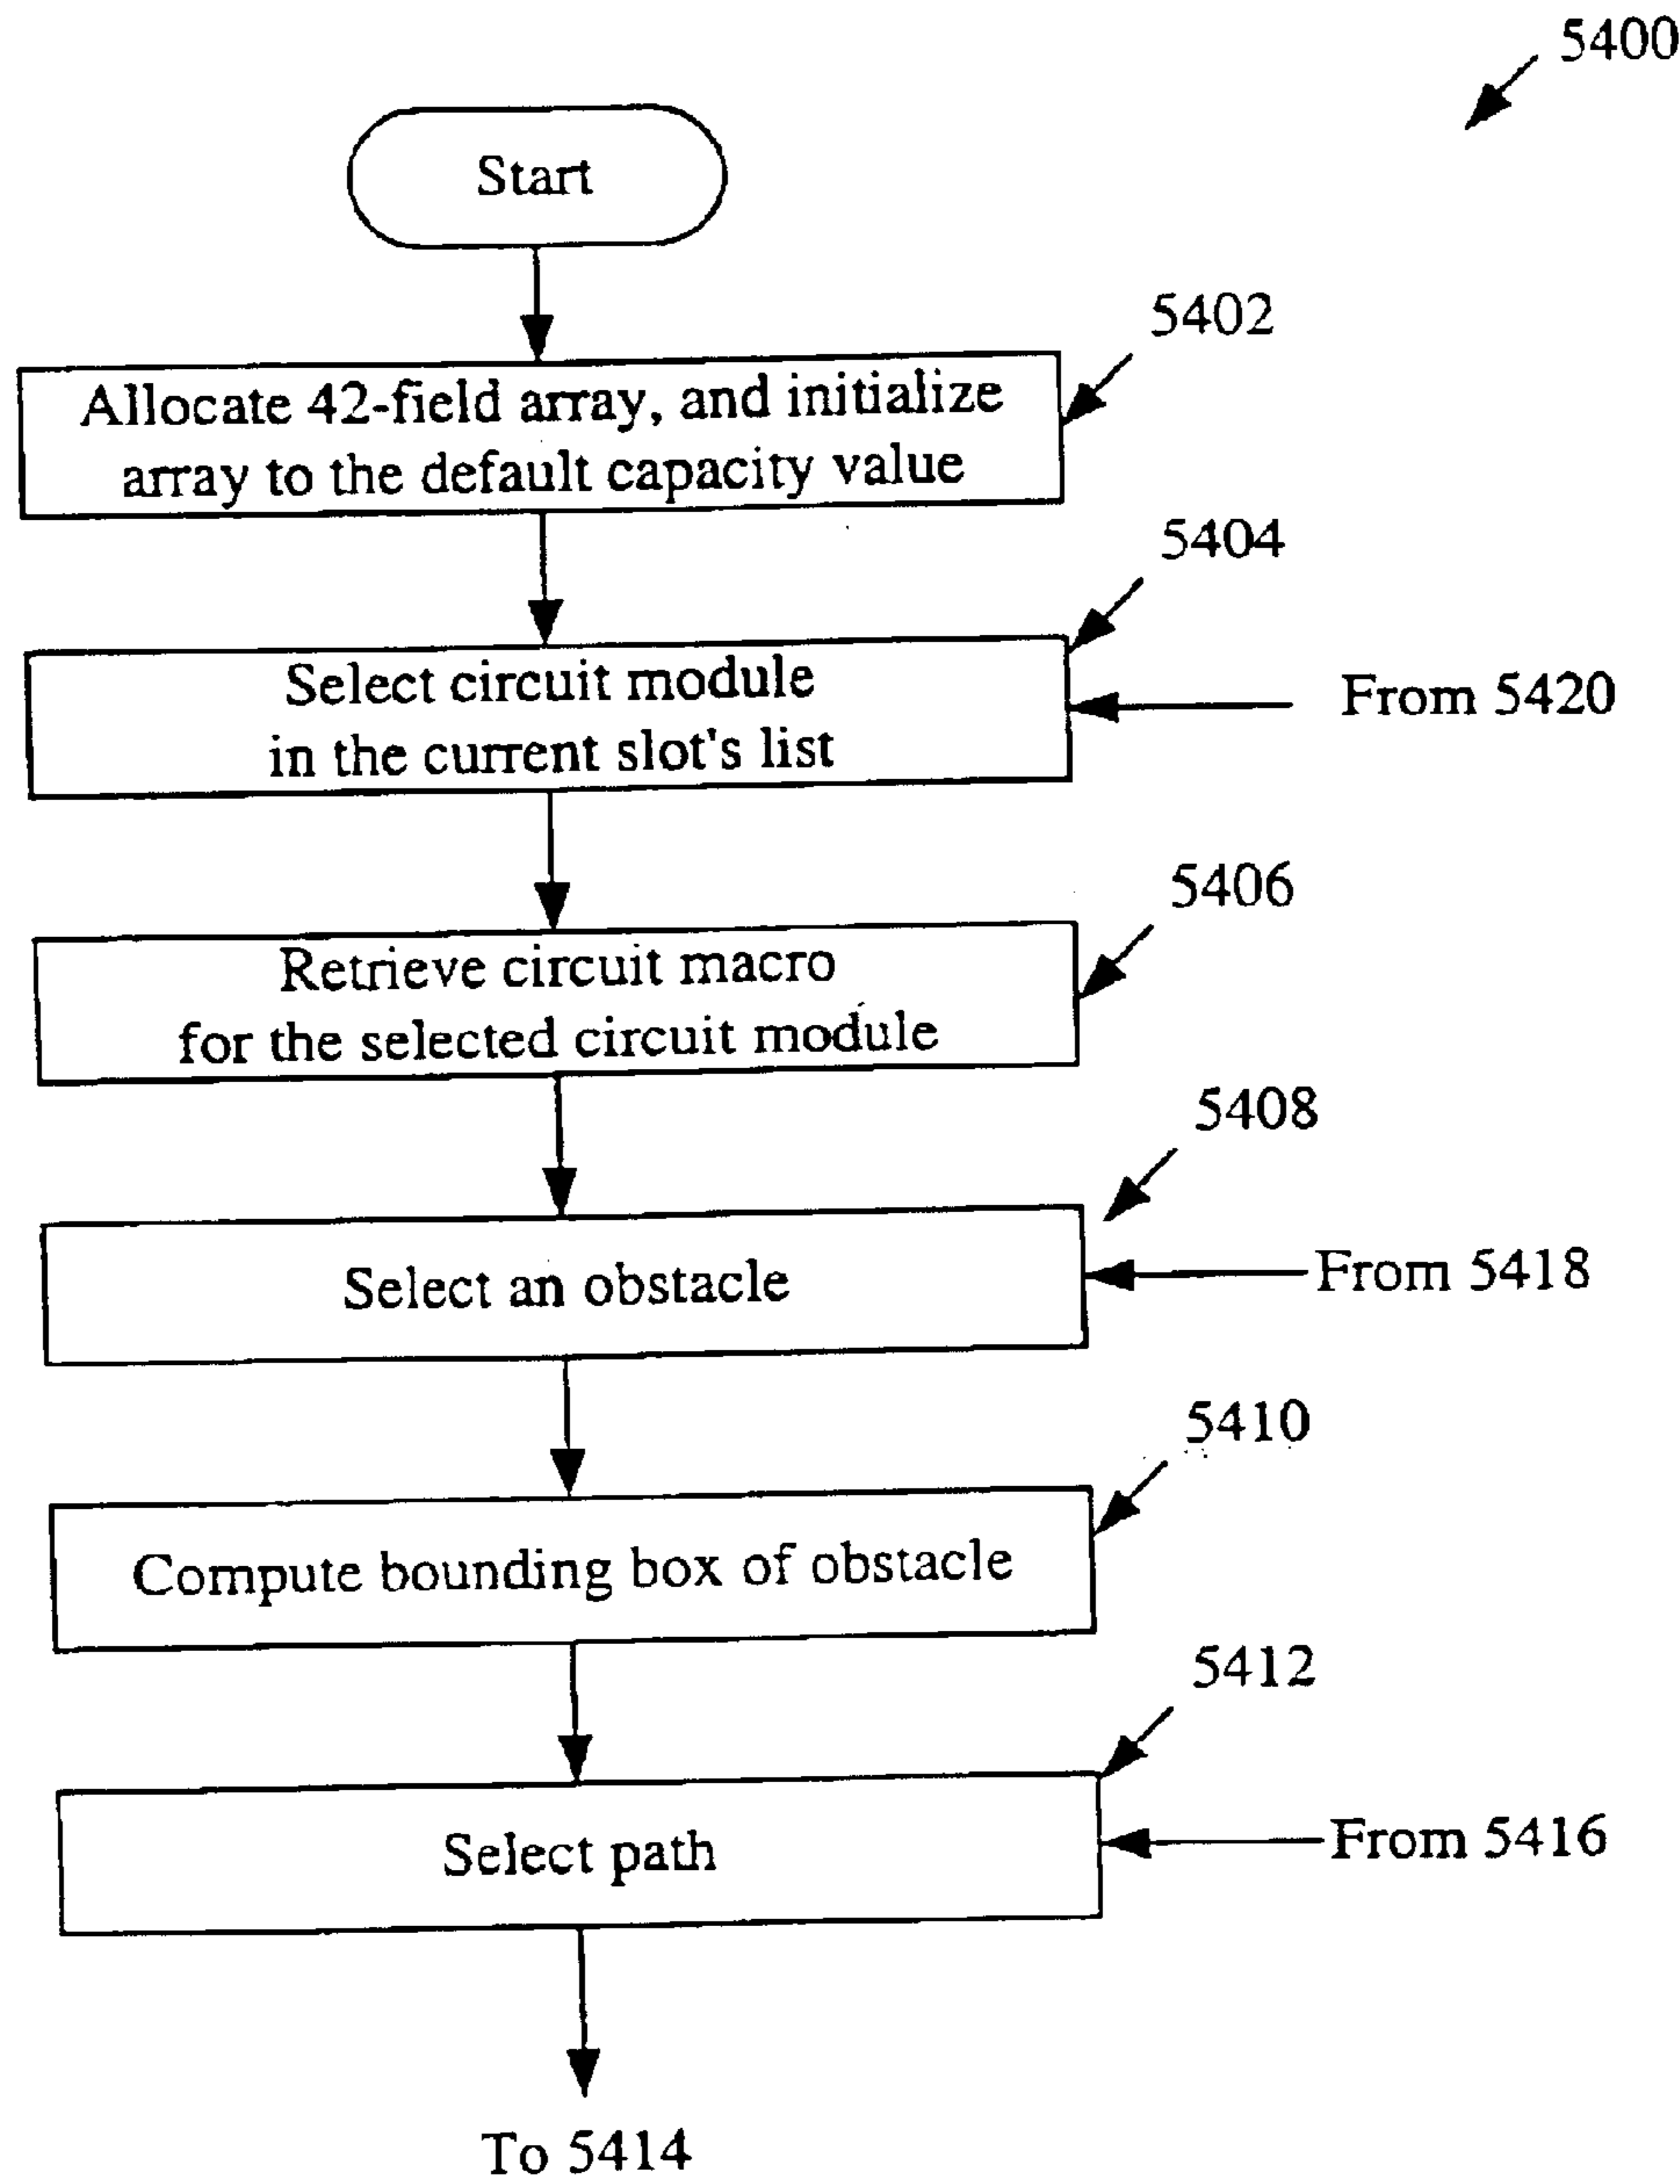 5400
Start
5402
Allocate 42-field array, and initialize
array to the default capacity value
5404
Select circuit module
in the current slot's list
From 5420
5406
Retrieve circuit macro
for the selected circuit module
5408
Select an obstacle
From 5418
5410
Compute bounding box of obstacle
5412
Select path
From 5416
To 5414